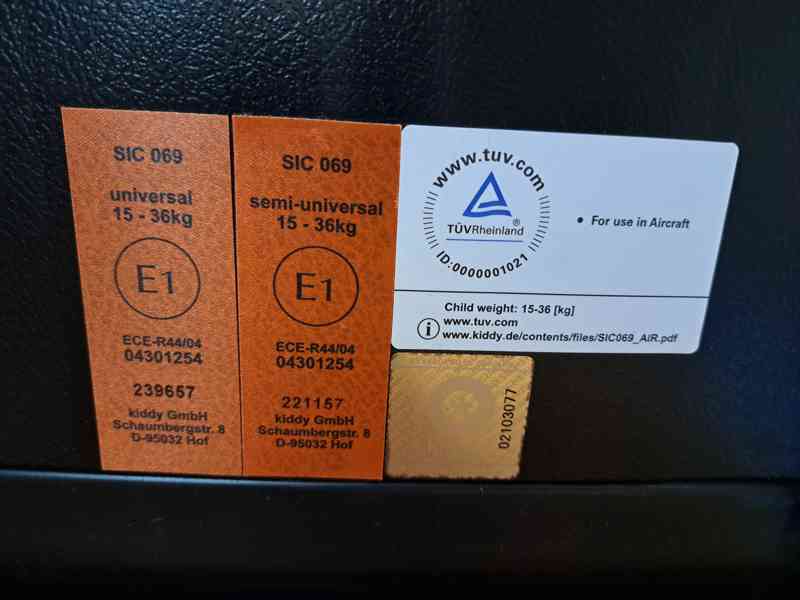 SIC 069
universal
15 - 36kg
E1
ECE-R44/04
04301254
239657
kiddy GmbH
Schaumbergstr. 8
D-95032 Hof
SIC 069
semi-universal
15 - 36kg
E1
ECE-R44/04
04301254
221157
kiddy GmbH
Schaumbergstr. 8
D-95032 Hof
www.tuv.com
TÜVRheinland®
ID:0000001021
• For use in Aircraft
Child weight: 15-36 [kg]
i www.tuv.com
www.kiddy.de/contents/files/SIC069_AIR.pdf
02103077